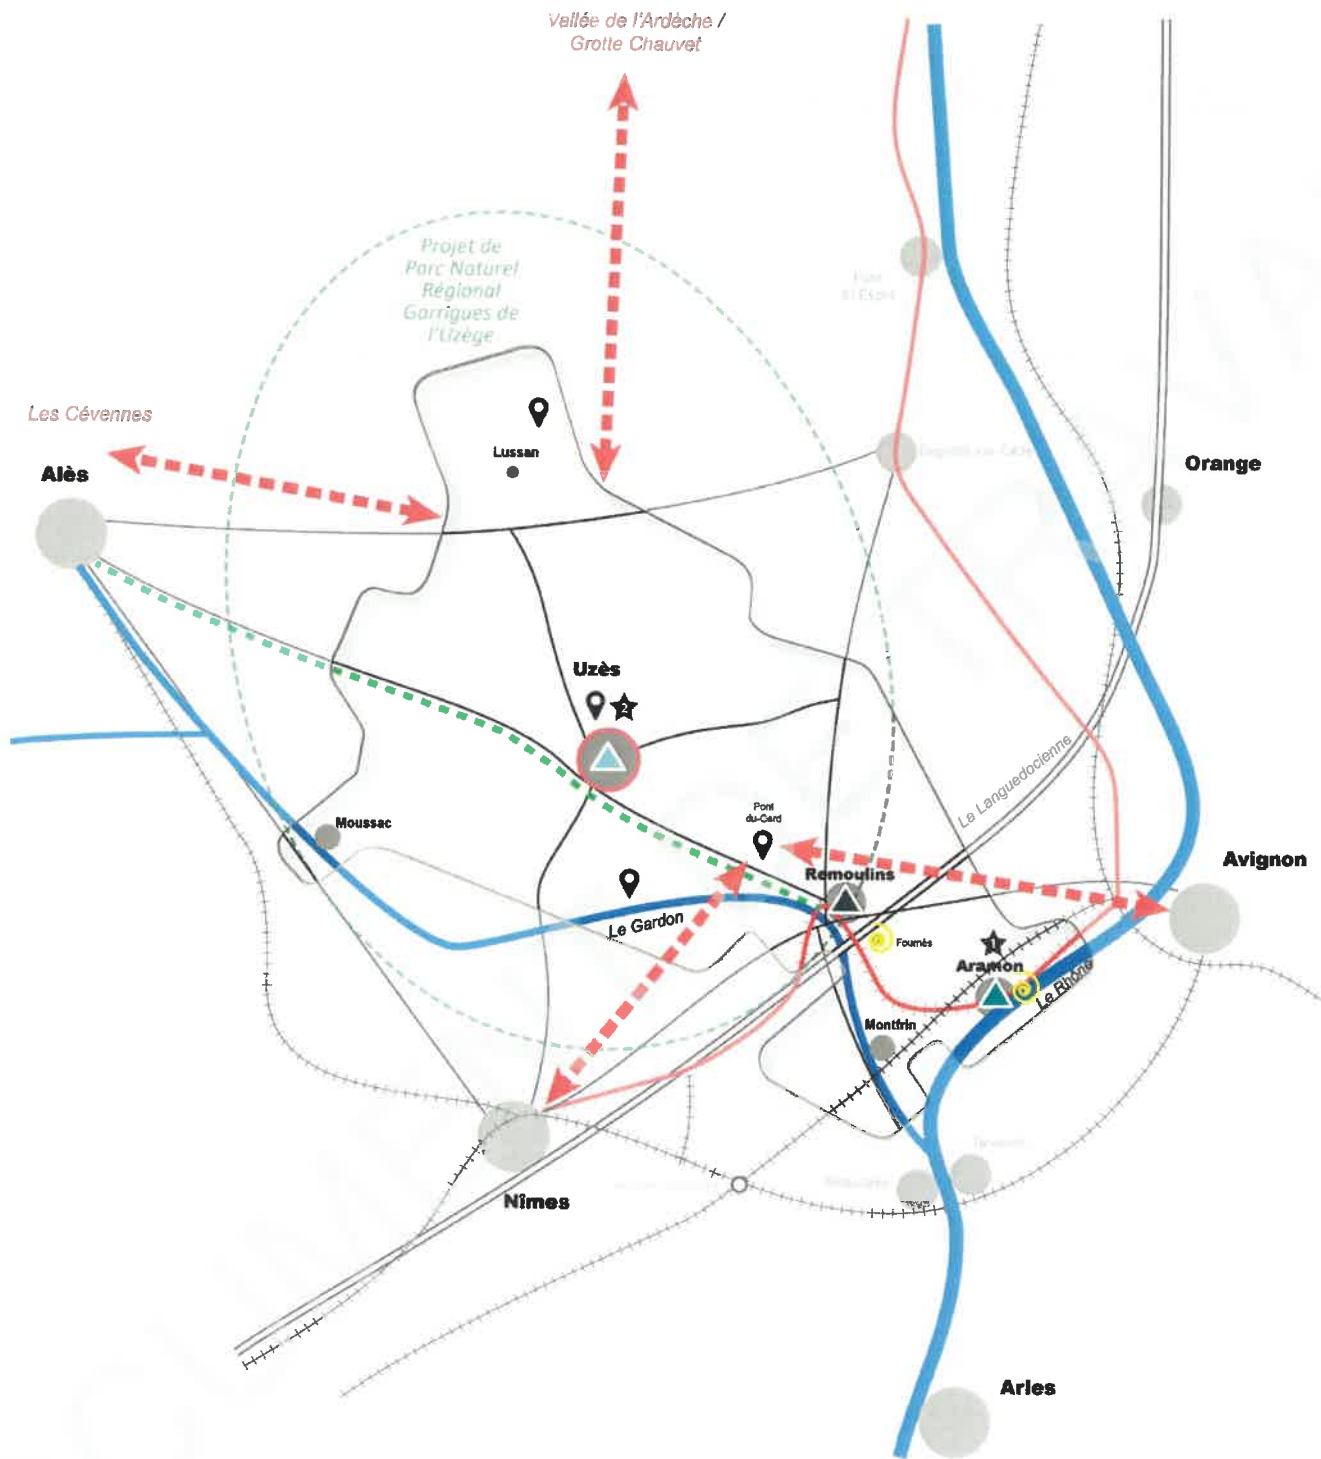 Vallée de l'Ardèche /
Grotte Chauvet
Projet de
Parc Naturel
Régional
Garrigues de
l'Uzège
Les Cévennes
Alès
Lussan
Orange
Uzès
2
La Languedocienne
Moussac
Pont
du-Gard
Avignon
Remoulins
Le Gardon
Fournès
1
Aramon
Le Rhône
Montfrin
Nîmes
Arles